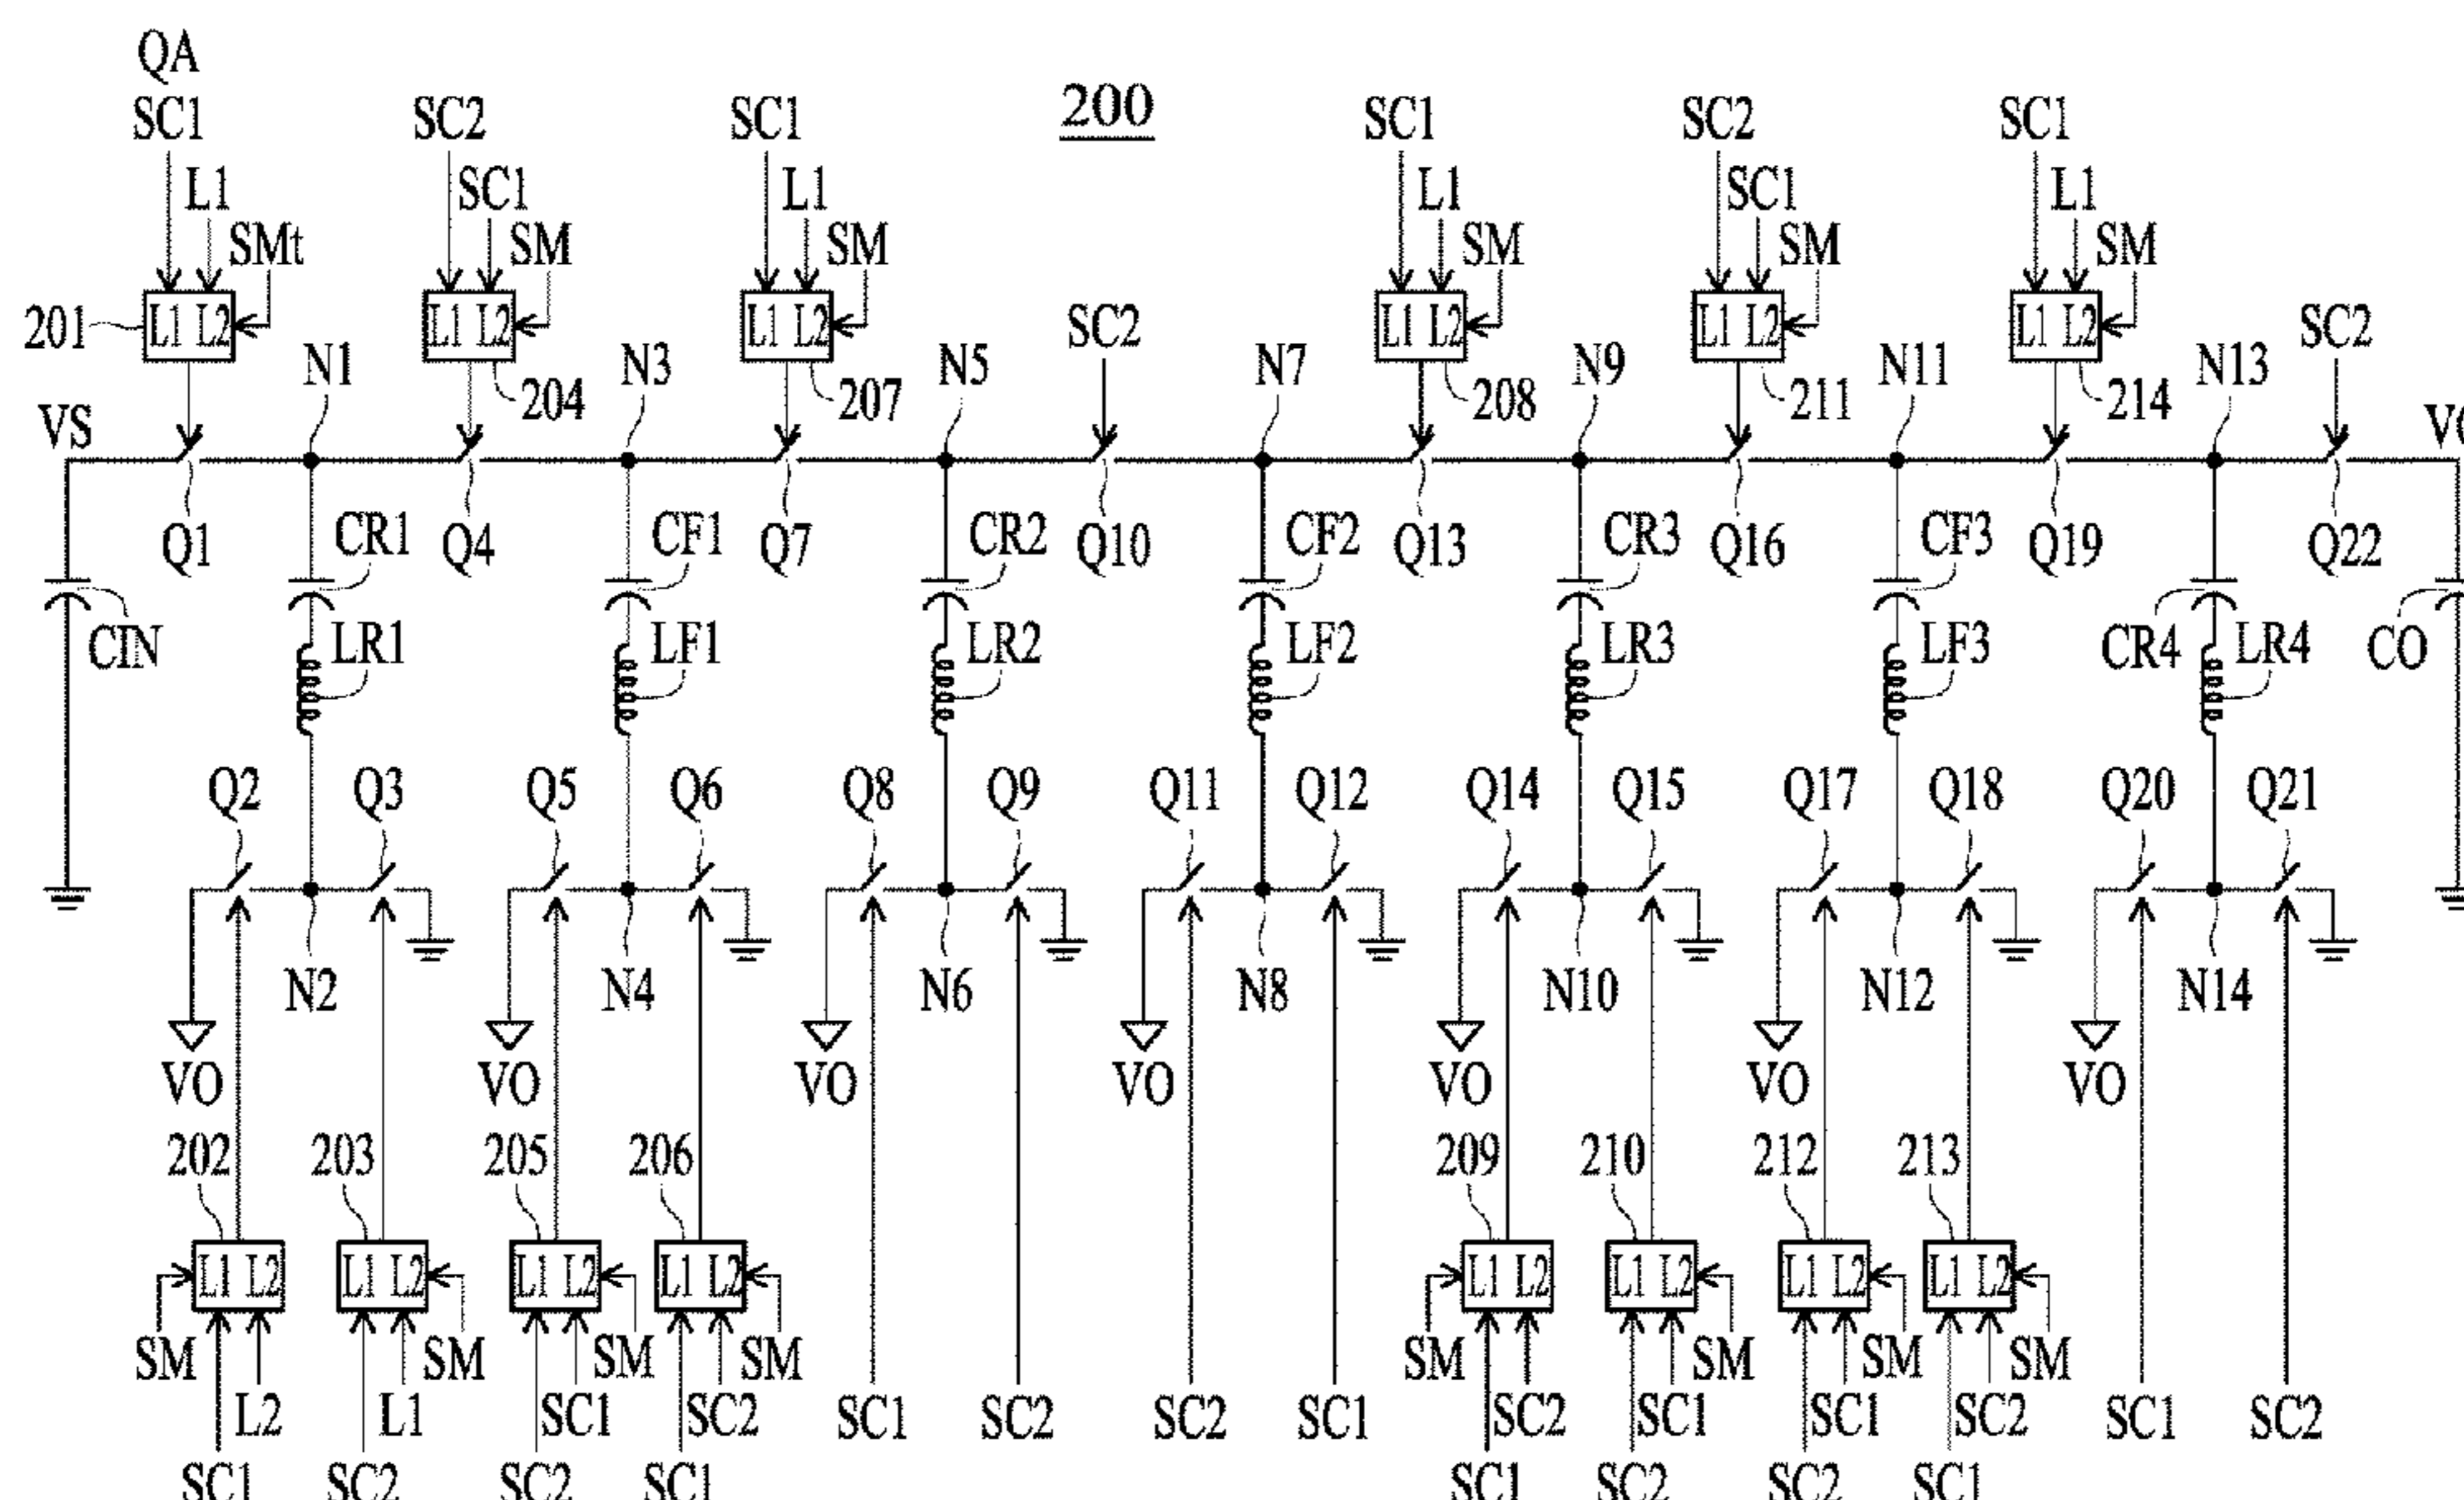 QA
SC1 SC2 SC1 200 SC1 SC2 SC1
L1 SC1 L1 L1 SC1 L1
SMt SM SM SM SM SM
201 L1 L2 L1 L2 L1 L2 SC2 L1 L2 L1 L2 L1 L2 SC2
N1 N3 N5 N7 N9 N11 N13
204 207 208 211 214
VS
Q1 CR1 Q4 CF1 Q7 CR2 Q10 CF2 Q13 CR3 Q16 CF3 Q19 Q22
CIN LR1 LF1 LR2 LF2 LR3 LF3 CR4 LR4 CO
Q2 Q3 Q5 Q6 Q8 Q9 Q11 Q12 Q14 Q15 Q17 Q18 Q20 Q21
N2 N4 N6 N8 N10 N12 N14
VO VO VO VO VO VO VO
202 203 205 206 209 210 212 213
L1 L2 L1 L2 L1 L2 L1 L2 L1 L2 L1 L2 L1 L2 L1 L2
SM SM SM SM SM SM SM SM
L2 L1 SC1 SC2 SC1 SC2 SC2 SC1 SC2 SC1 SC1 SC2 SC1 SC2
SC1 SC2 SC2 SC1 SC1 SC2 SC2 SC1